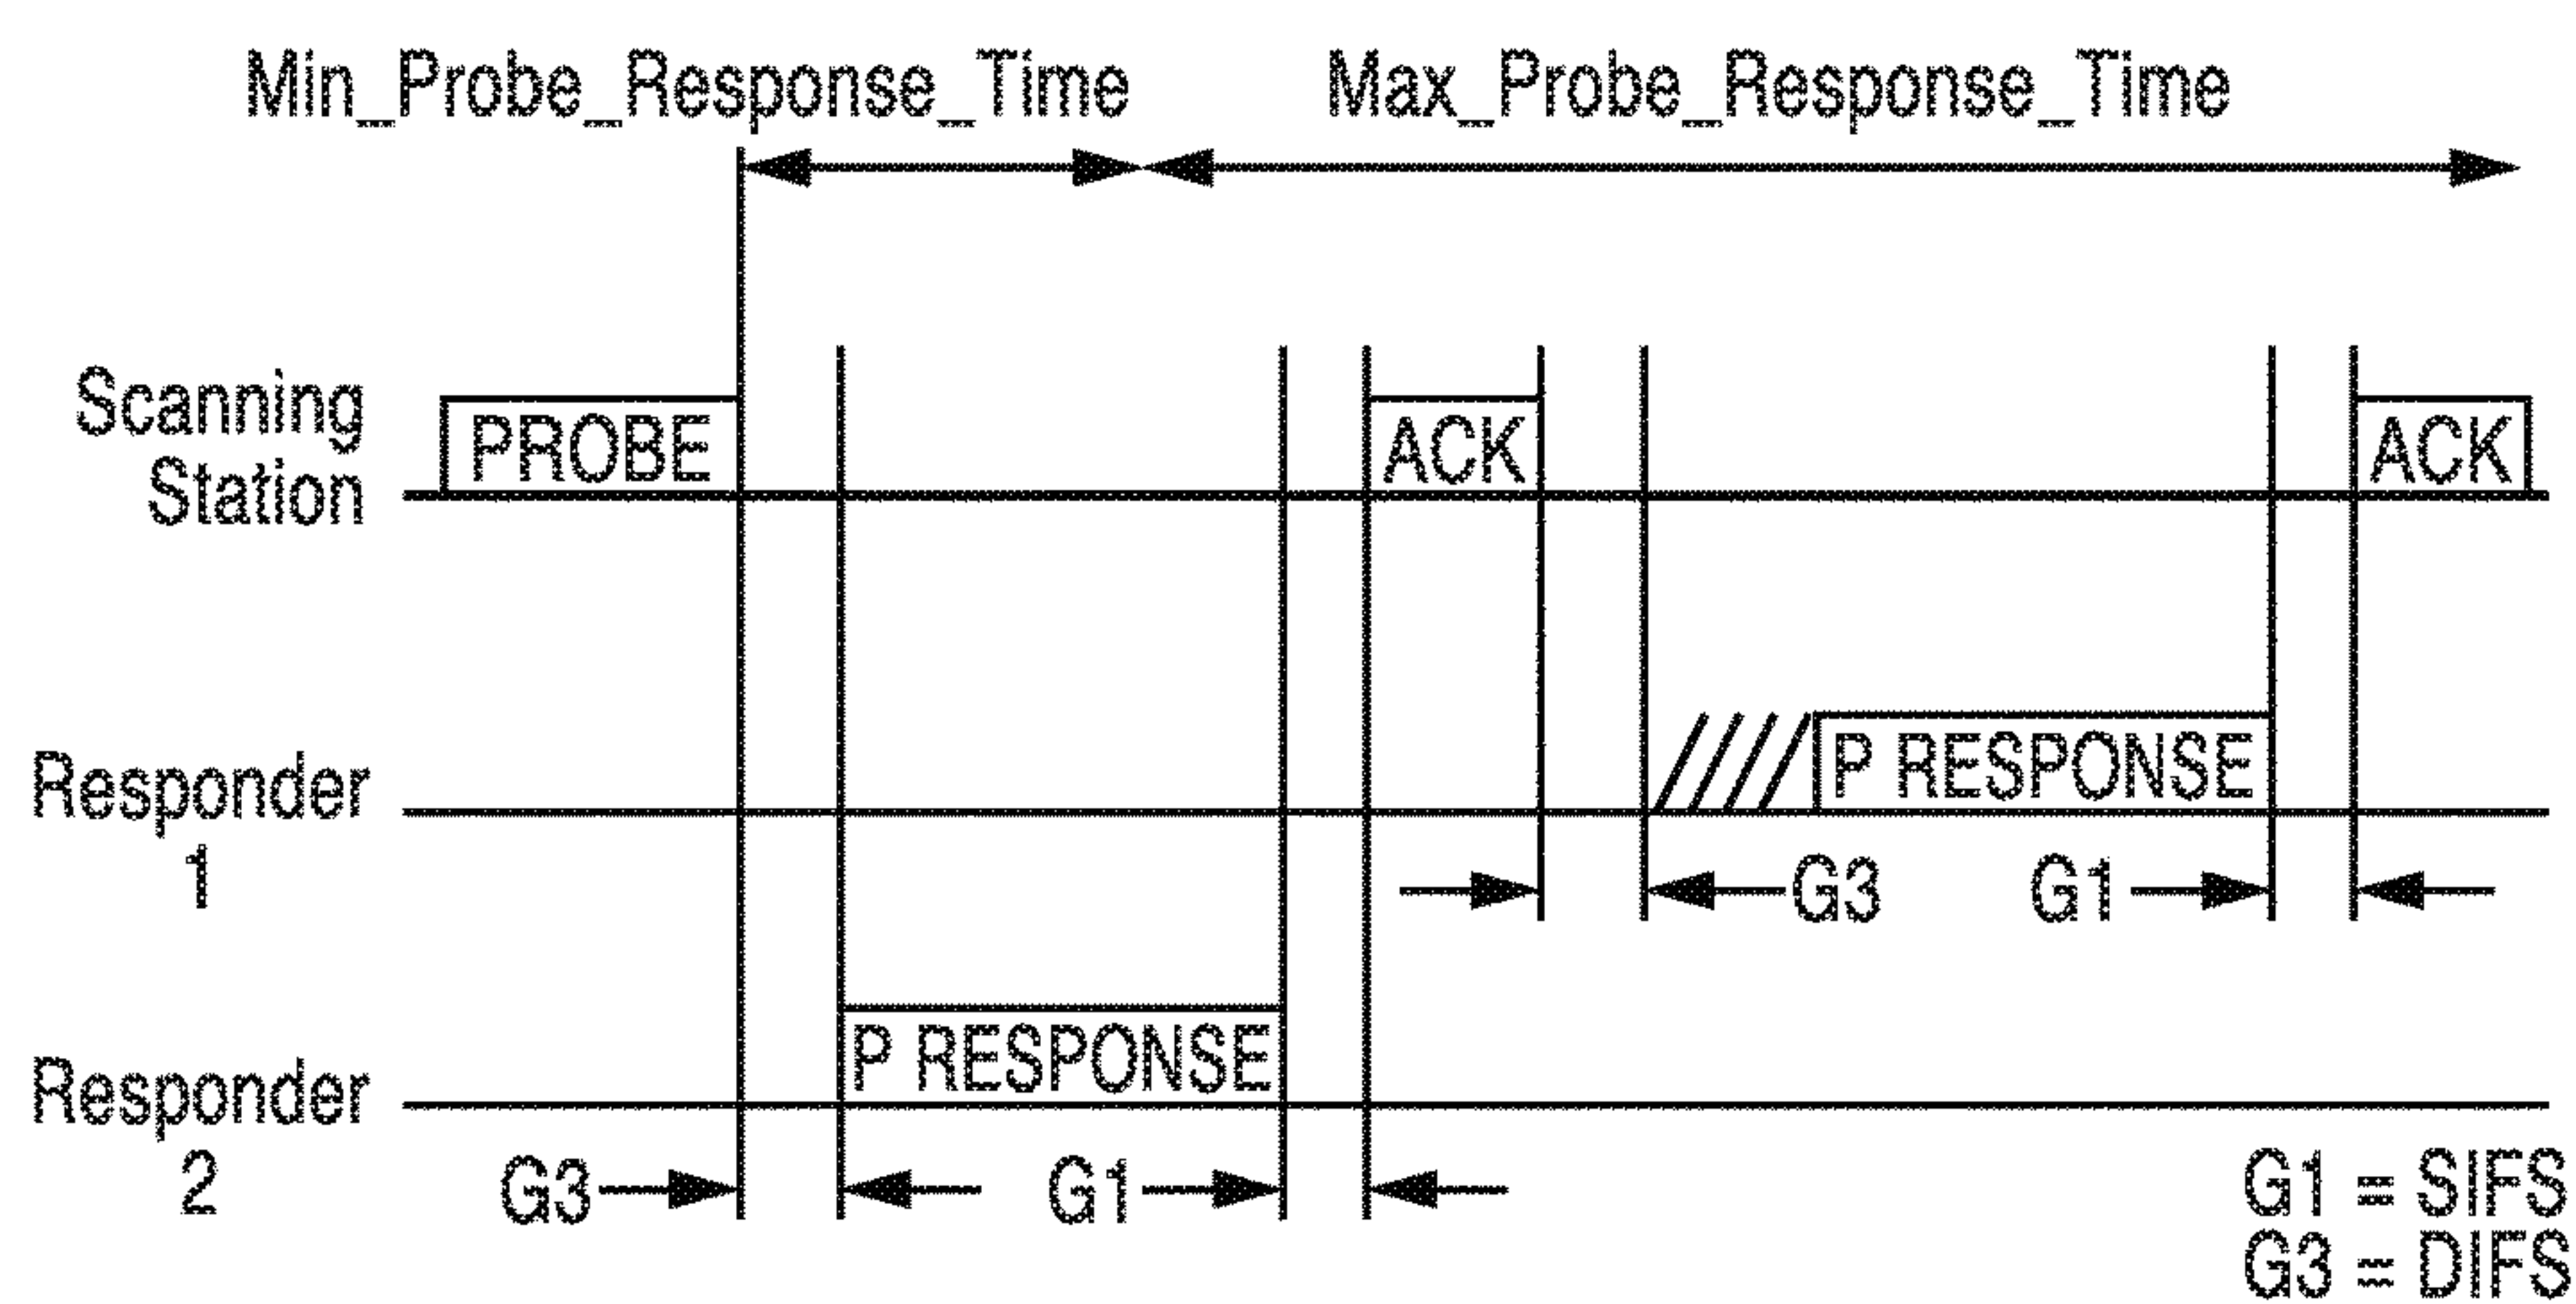 Min_Probe_Response_Time
Max_Probe_Response_Time
Scanning
Station
PROBE
ACK
ACK
Responder
1
P RESPONSE
G3
G1
Responder
2
P RESPONSE
G3
G1
G1 = SIFS
G3 = DIFS